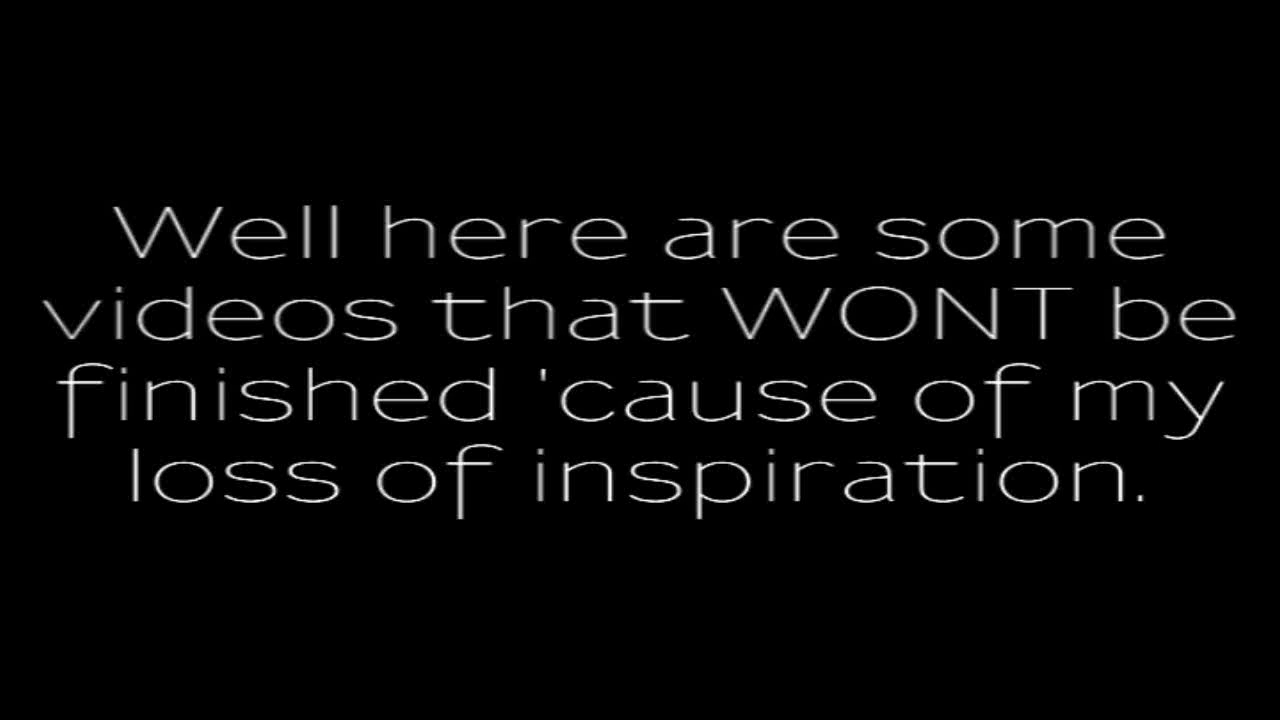 Well here are some
videos that WONT be
finished 'cause of my
loss of inspiration.